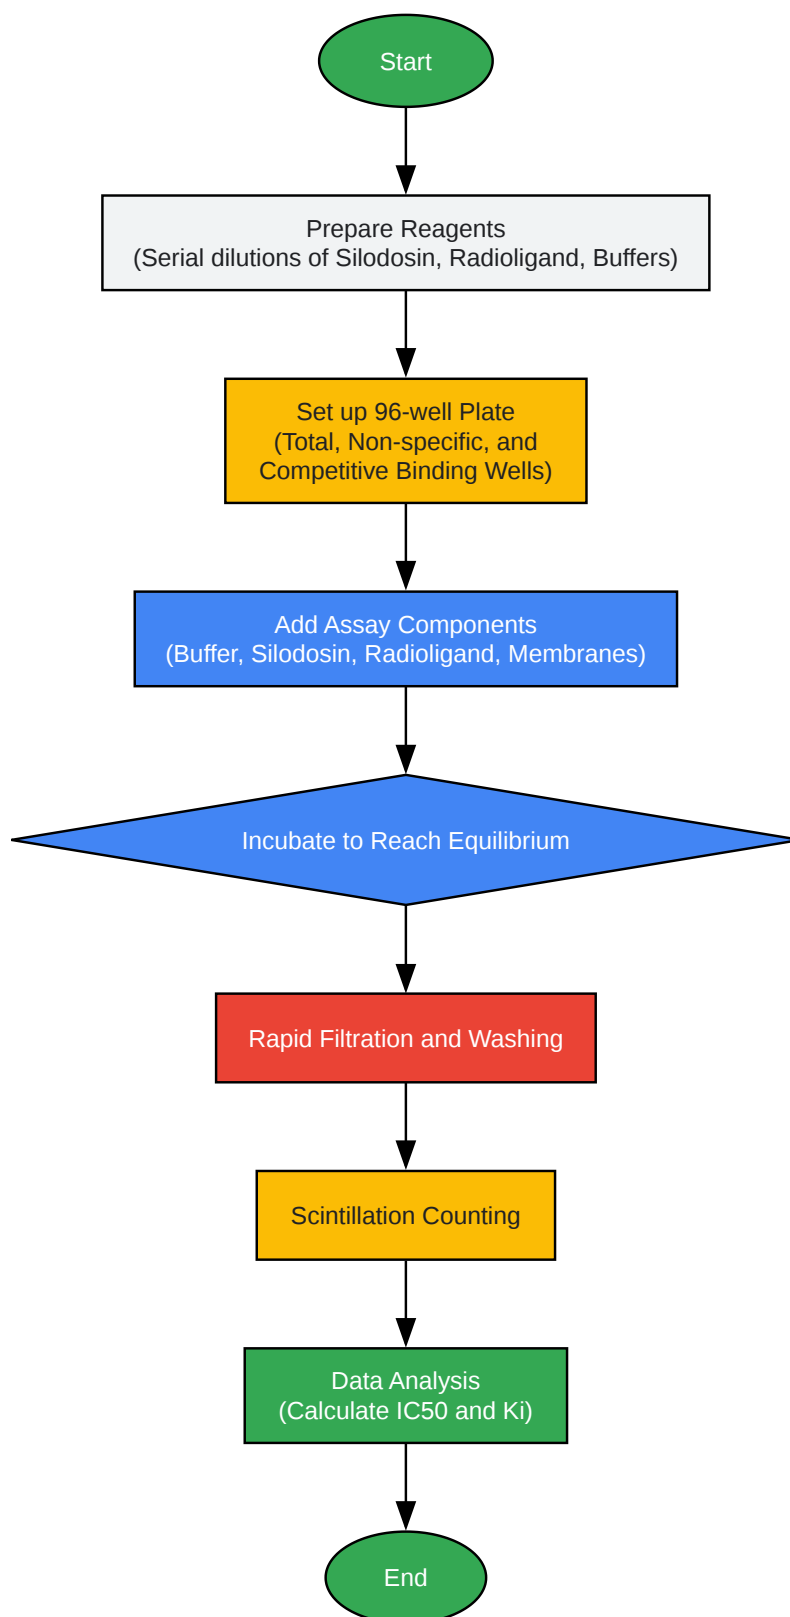 Start
Prepare Reagents
(Serial dilutions of Silodosin, Radioligand, Buffers)
Set up 96-well Plate
(Total, Non-specific, and
Competitive Binding Wells)
Add Assay Components
(Buffer, Silodosin, Radioligand, Membranes)
Incubate to Reach Equilibrium
Rapid Filtration and Washing
Scintillation Counting
Data Analysis
(Calculate IC50 and Ki)
End